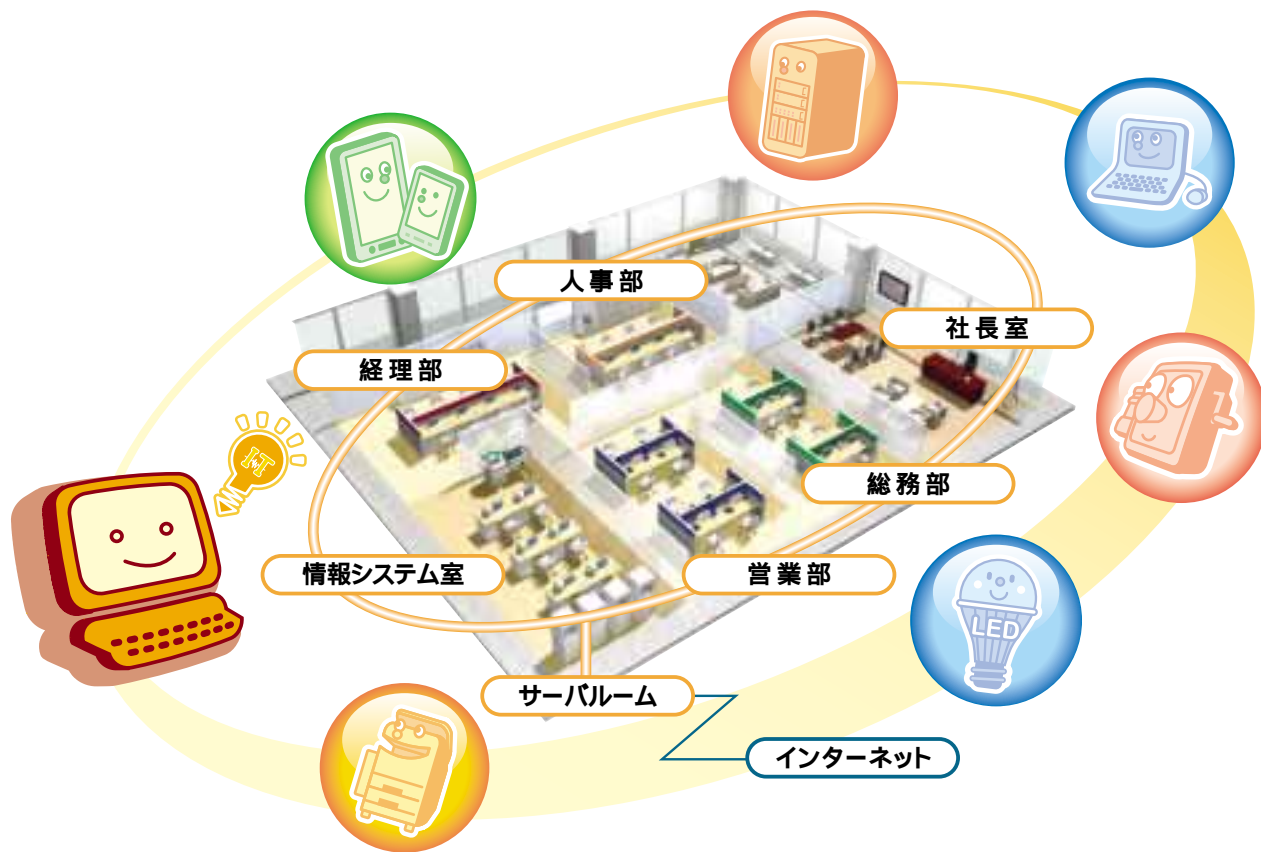 人事部
社長室
経理部
総務部
情報システム室
営業部
LED
サーバルーム
インターネット